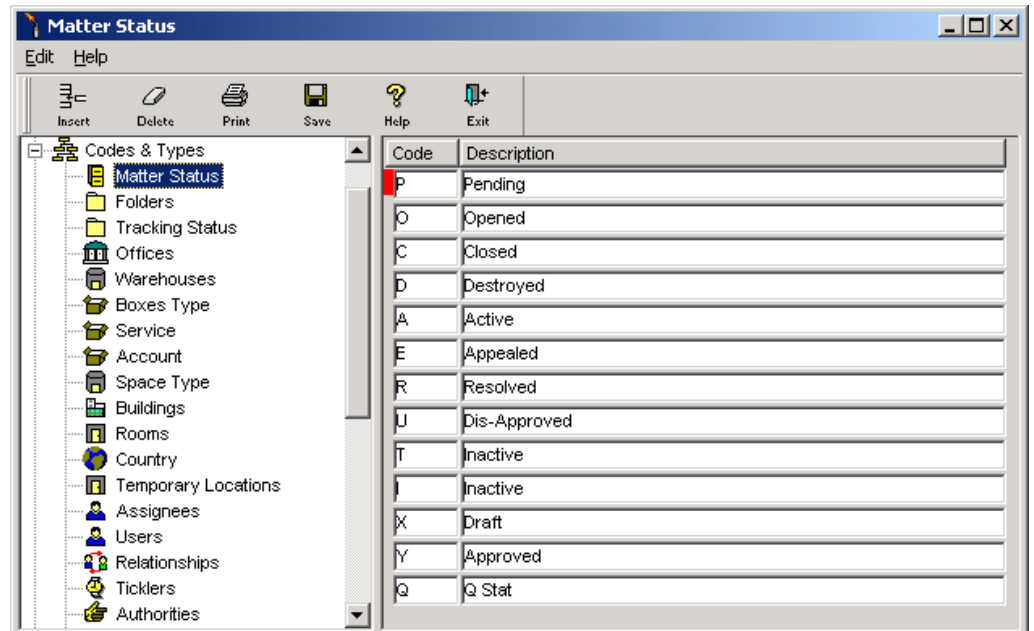 Matter Status
Edit Help
Insert Delete Print Save Help Exit
Codes & Types
Matter Status
Folders
Tracking Status
Offices
Warehouses
Boxes Type
Service
Account
Space Type
Buildings
Rooms
Country
Temporary Locations
Assignees
Users
Relationships
Ticklers
Authorities
Code Description
P Pending
O Opened
C Closed
D Destroyed
A Active
E Appealed
R Resolved
U Dis-Approved
T Inactive
I Inactive
X Draft
Y Approved
Q Q Stat